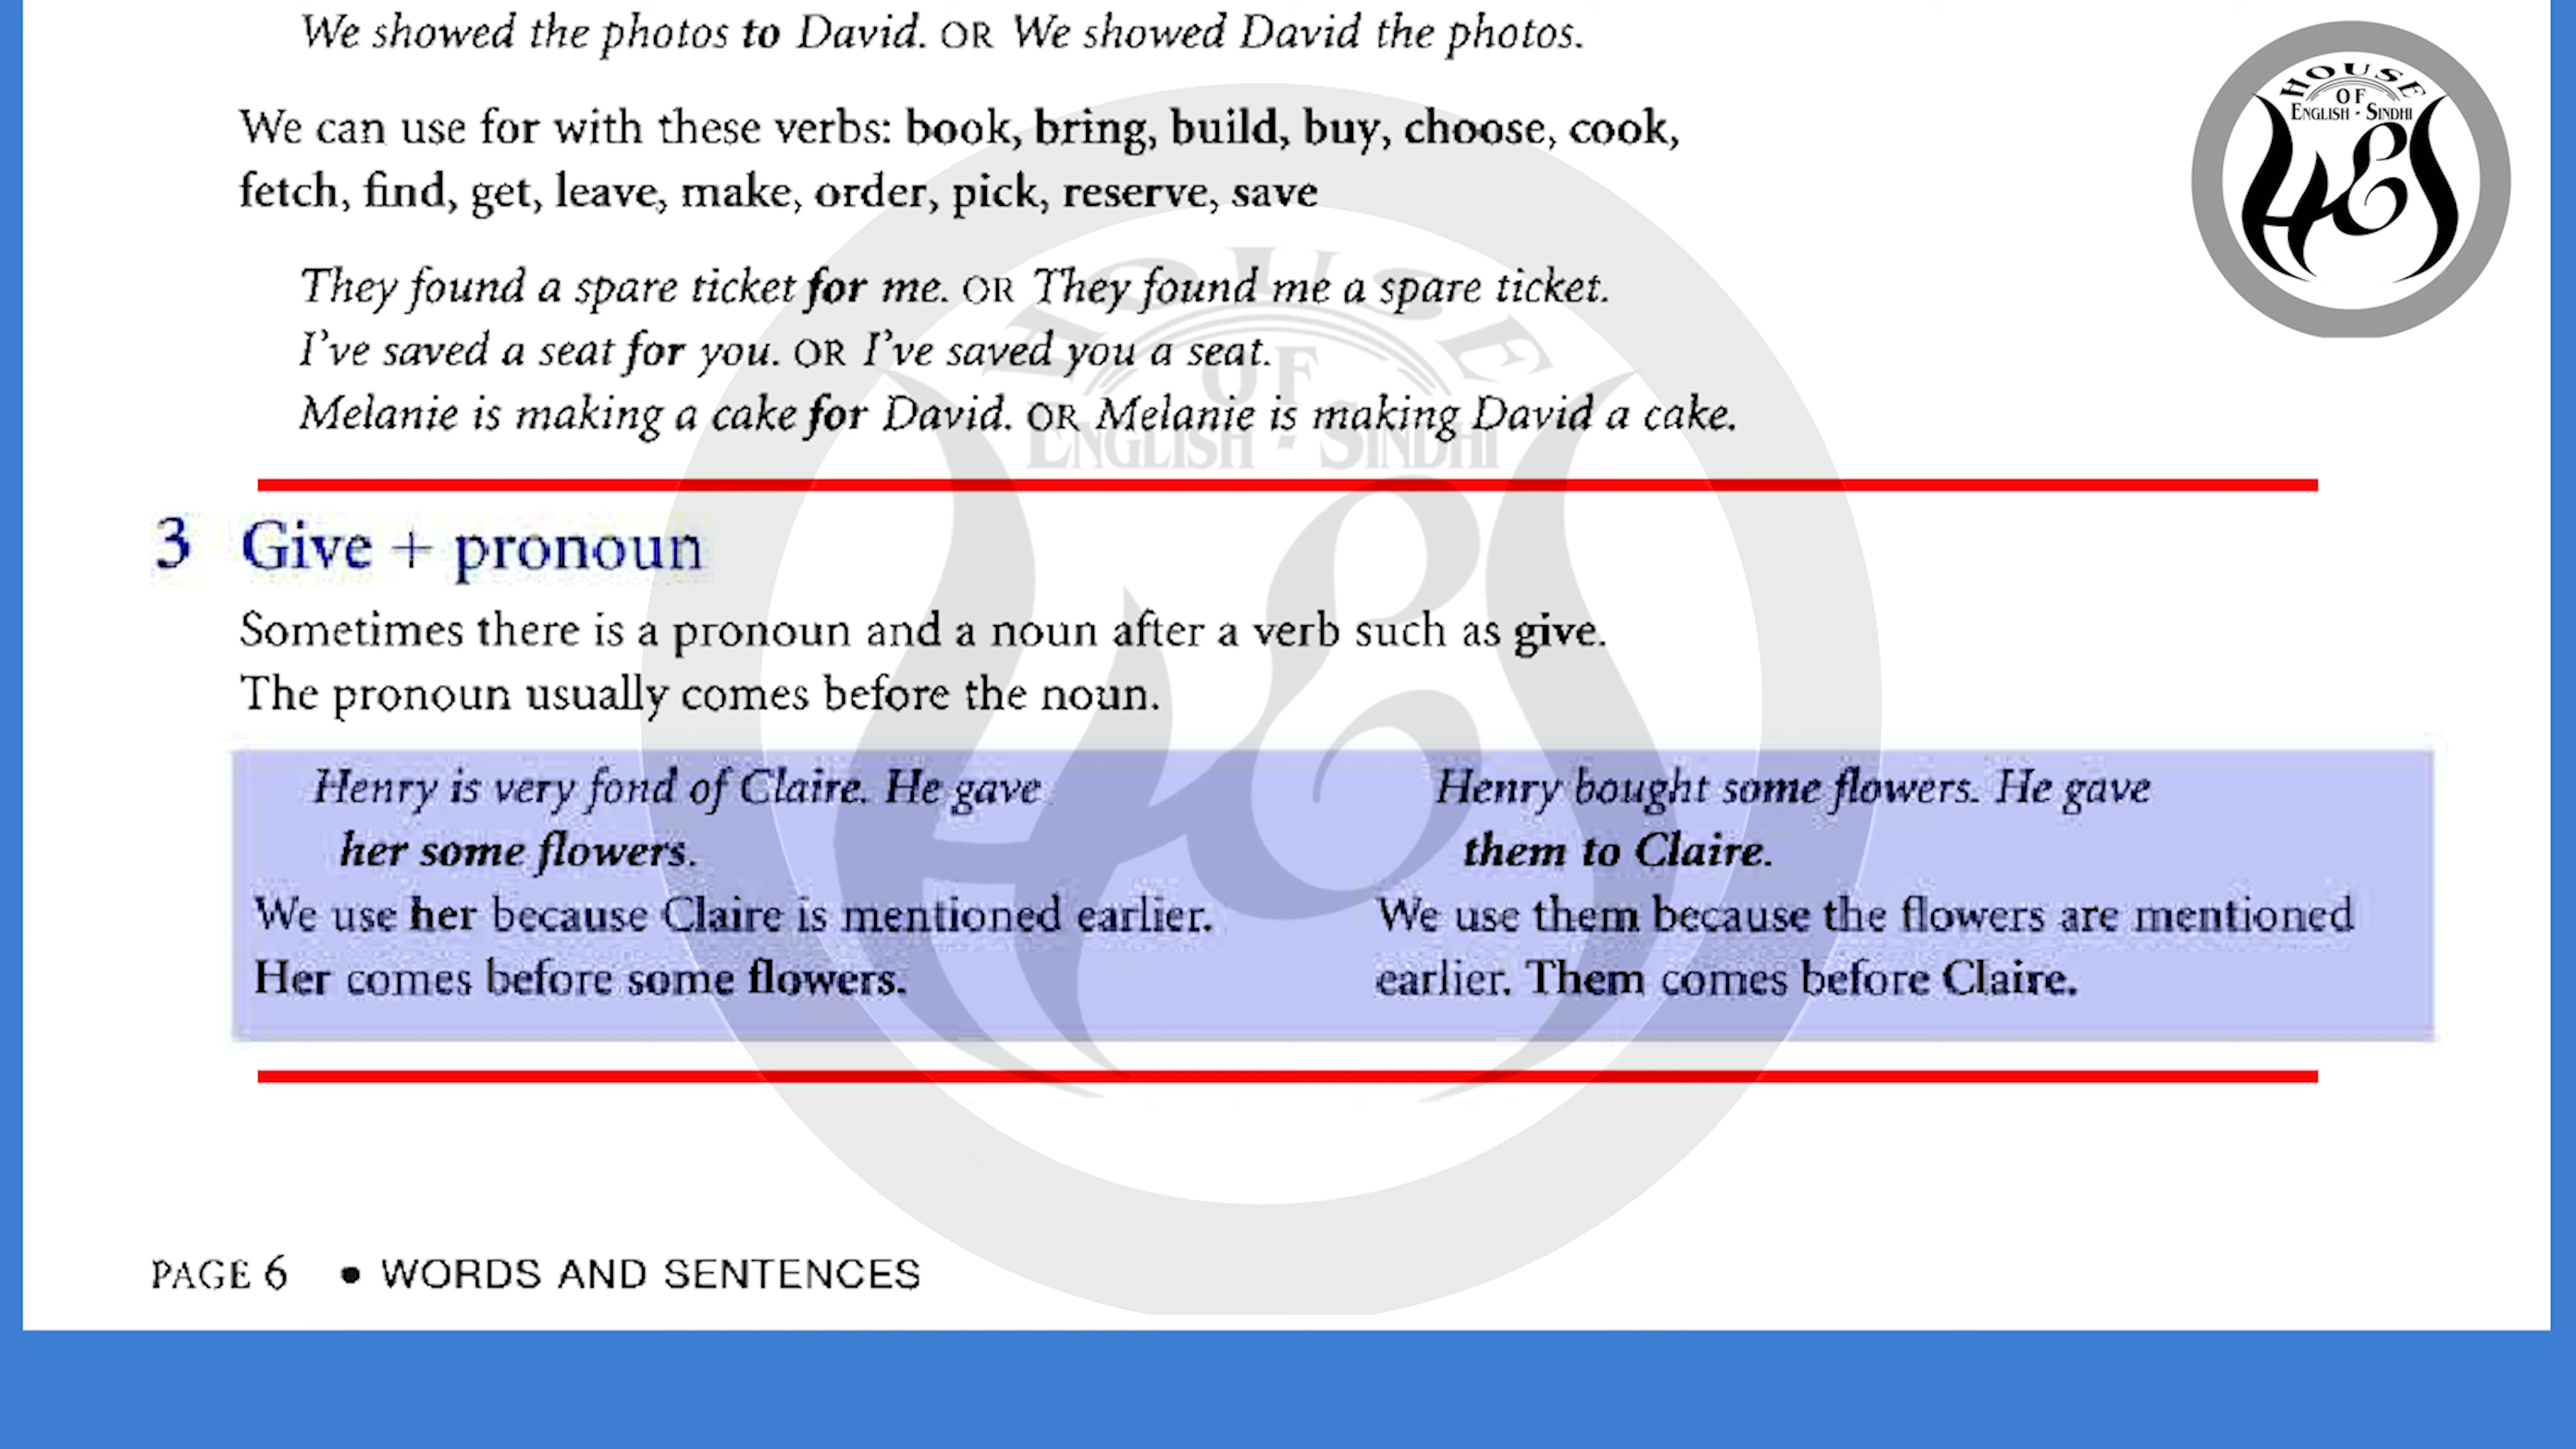 We showed the photos to David. OR We showed David the photos.
HOUSE
OF
ENGLISH - SINDHI
We can use for with these verbs: book, bring, build, buy, choose, cook,
fetch, find, get, leave, make, order, pick, reserve, save
They found a spare ticket for me. OR They found me a spare ticket.
I've saved a seat for you. OR I've saved you a seat.
Melanie is making a cake for David. OR Melanie is making David a cake.
HOUSE
OF
ENGLISH - SINDHI
3 Give + pronoun
Sometimes there is a pronoun and a noun after a verb such as give.
The pronoun usually comes before the noun.
Henry is very fond of Claire. He gave
her some flowers.
We use her because Claire is mentioned earlier.
Her comes before some flowers.
Henry bought some flowers. He gave
them to Claire.
We use them because the flowers are mentioned
earlier. Them comes before Claire.
PAGE 6 • WORDS AND SENTENCES